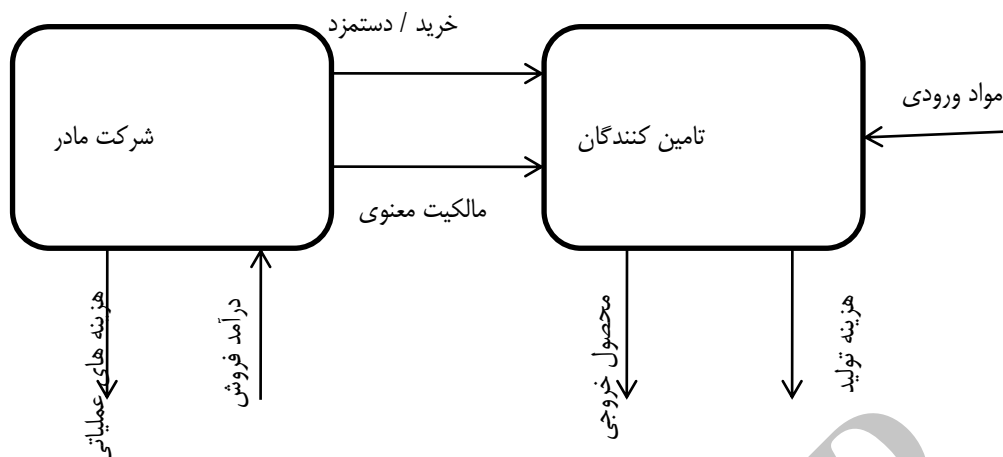 خرید / دستمزد
مواد ورودی
تامین کنندگان
شرکت مادر
مالکیت معنوی
هزینه تولید
محصول خروجی
درآمد فروش
هزینه های عملیاتی